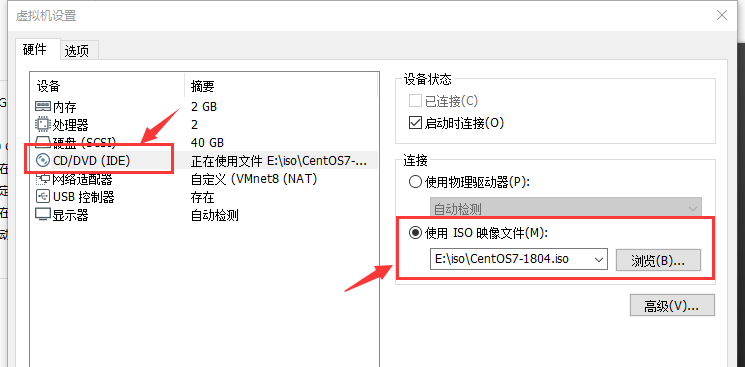 虚拟机设置
硬件 选项
设备 摘要
内存 2 GB
处理器 2
硬盘 (SCSI) 40 GB
CD/DVD (IDE) 正在使用文件 E:\iso\CentOS7-...
网络适配器 自定义 (VMnet8 (NAT)
USB 控制器 存在
显示器 自动检测
设备状态
已连接(C)
启动时连接(O)
连接
使用物理驱动器(P):
自动检测
使用 ISO 映像文件(M):
E:\iso\CentOS7-1804.iso 浏览(B)...
高级(V)...